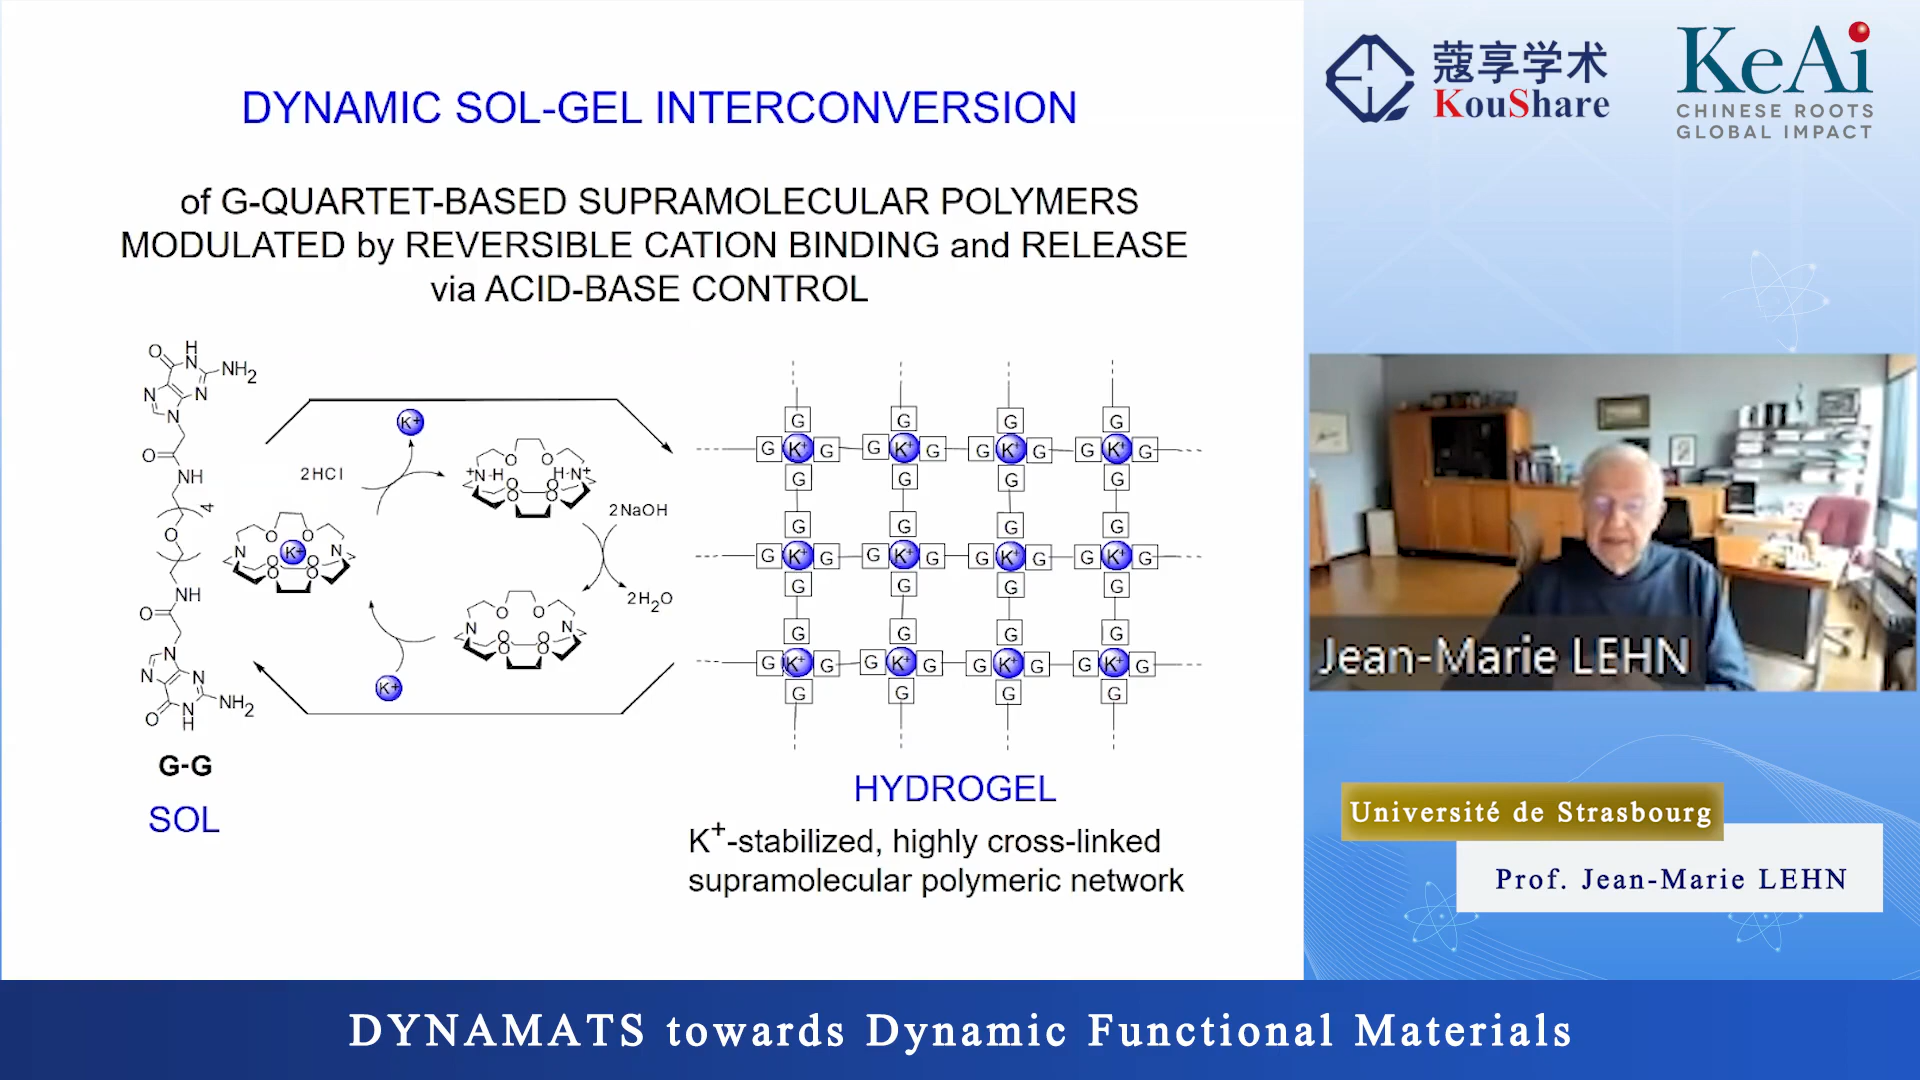 DYNAMIC SOL-GEL INTERCONVERSION
of G-QUARTET-BASED SUPRAMOLECULAR POLYMERS
MODULATED by REVERSIBLE CATION BINDING and RELEASE
via ACID-BASE CONTROL
O
H
N
NH2
N
N
N
N
O
NH
4
O
NH
O
N
N
N
N
H
O
NH2
G-G
SOL
K+
2HCl
+N-H
H-N+
O
O
O
O
O
O
2NaOH
2H2O
N
N
O
O
O
O
O
O
K+
N
N
O
O
O
O
O
O
K+
G G G G
G K+ G G K+ G G K+ G G K+ G
G G G G
G G G G
G K+ G G K+ G G K+ G G K+ G
G G G G
G G G G
G K+ G G K+ G G K+ G G K+ G
G G G G
HYDROGEL
K+-stabilized, highly cross-linked
supramolecular polymeric network
蔻享学术
KouShare
KeAi
CHINESE ROOTS
GLOBAL IMPACT
Jean-Marie LEHN
Université de Strasbourg
Prof. Jean-Marie LEHN
DYNAMATS towards Dynamic Functional Materials